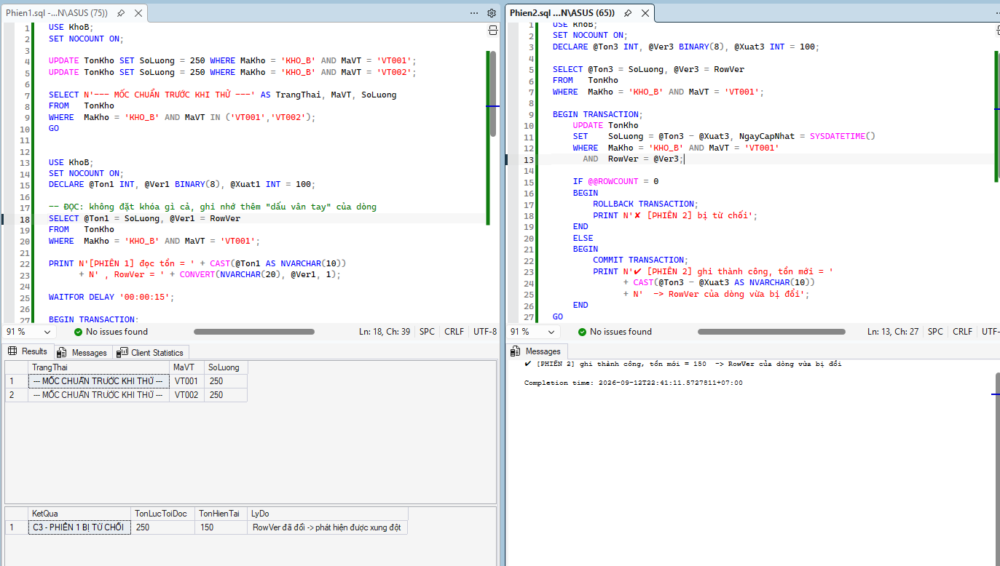 Phien1.sql -...N\ASUS (75))
1 USE KhoB;
2 SET NOCOUNT ON;
3
4 UPDATE TonKho SET SoLuong = 250 WHERE MaKho = 'KHO_B' AND MaVT = 'VT001';
5 UPDATE TonKho SET SoLuong = 250 WHERE MaKho = 'KHO_B' AND MaVT = 'VT002';
6
7 SELECT N'--- MỐC CHUẨN TRƯỚC KHI THỬ ---' AS TrangThai, MaVT, SoLuong
8 FROM TonKho
9 WHERE MaKho = 'KHO_B' AND MaVT IN ('VT001','VT002');
10 GO
11
12
13 USE KhoB;
14 SET NOCOUNT ON;
15 DECLARE @Ton1 INT, @Ver1 BINARY(8), @Xuat1 INT = 100;
16
17 -- ĐỌC: không đặt khóa gì cả, ghi nhớ thêm "dấu vân tay" của dòng
18 SELECT @Ton1 = SoLuong, @Ver1 = RowVer
19 FROM TonKho
20 WHERE MaKho = 'KHO_B' AND MaVT = 'VT001';
21
22 PRINT N'[PHIÊN 1] đọc tồn = ' + CAST(@Ton1 AS NVARCHAR(10))
23 + N' , RowVer = ' + CONVERT(NVARCHAR(20), @Ver1, 1);
24
25 WAITFOR DELAY '00:00:15';
26
27 BEGIN TRANSACTION;
91 % No issues found Ln: 18, Ch: 39 SPC CRLF UTF-8
Results Messages Client Statistics
TrangThai MaVT SoLuong
1 --- MỐC CHUẨN TRƯỚC KHI THỬ --- VT001 250
2 --- MỐC CHUẨN TRƯỚC KHI THỬ --- VT002 250
KetQua TonLucToiDoc TonHienTai LyDo
1 C3 - PHIÊN 1 BỊ TỪ CHỐI 250 150 RowVer đã đổi -> phát hiện được xung đột
Phien2.sql ...N\ASUS (65))
1 USE KhoB;
2 SET NOCOUNT ON;
3 DECLARE @Ton3 INT, @Ver3 BINARY(8), @Xuat3 INT = 100;
4
5 SELECT @Ton3 = SoLuong, @Ver3 = RowVer
6 FROM TonKho
7 WHERE MaKho = 'KHO_B' AND MaVT = 'VT001';
8
9 BEGIN TRANSACTION;
10 UPDATE TonKho
11 SET SoLuong = @Ton3 - @Xuat3, NgayCapNhat = SYSDATETIME()
12 WHERE MaKho = 'KHO_B' AND MaVT = 'VT001'
13 AND RowVer = @Ver3;
14
15 IF @@ROWCOUNT = 0
16 BEGIN
17 ROLLBACK TRANSACTION;
18 PRINT N'✘ [PHIÊN 2] bị từ chối';
19 END
20 ELSE
21 BEGIN
22 COMMIT TRANSACTION;
23 PRINT N'✔ [PHIÊN 2] ghi thành công, tồn mới = '
24 + CAST(@Ton3 - @Xuat3 AS NVARCHAR(10))
25 + N' -> RowVer của dòng vừa bị đổi';
26 END
27 GO
91 % No issues found Ln: 13, Ch: 27 SPC CRLF UTF-
Messages
✔ [PHIÊN 2] ghi thành công, tồn mới = 150 -> RowVer của dòng vừa bị đổi
Completion time: 2026-09-12T22:41:11.5727811+07:00